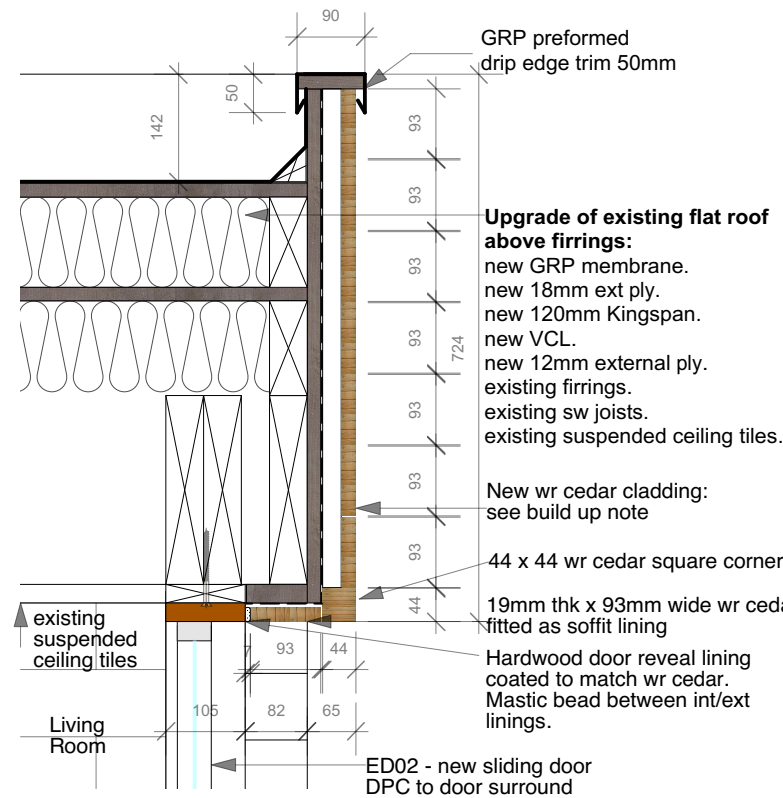 90
GRP preformed
drip edge trim 50mm
50
142
93
93
93
93
93
93
93
93
44
724
Upgrade of existing flat roof
above firrings:
new GRP membrane.
new 18mm ext ply.
new 120mm Kingspan.
new VCL.
new 12mm external ply.
existing firrings.
existing sw joists.
existing suspended ceiling tiles.
New wr cedar cladding:
see build up note
44 x 44 wr cedar square corner
19mm thk x 93mm wide wr ceda
fitted as soffit lining
existing
suspended
ceiling tiles
7
93
44
Hardwood door reveal lining
coated to match wr cedar.
Mastic bead between int/ext
linings.
105
82
65
Living
Room
ED02 - new sliding door
DPC to door surround